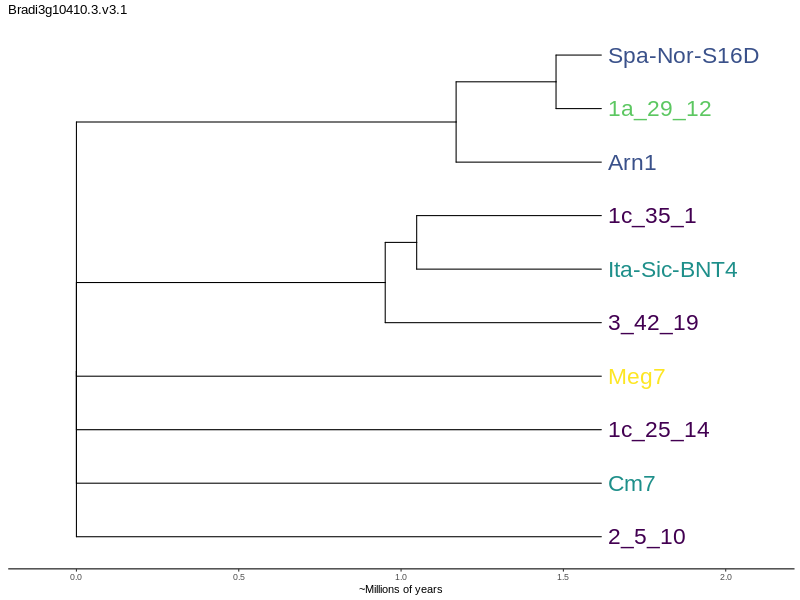 Bradi3g10410.3.v3.1
Spa-Nor-S16D
1a_29_12
Arn1
1c_35_1
Ita-Sic-BNT4
3_42_19
Meg7
1c_25_14
Cm7
2_5_10
0.0 0.5 1.0 1.5 2.0
~Millions of years